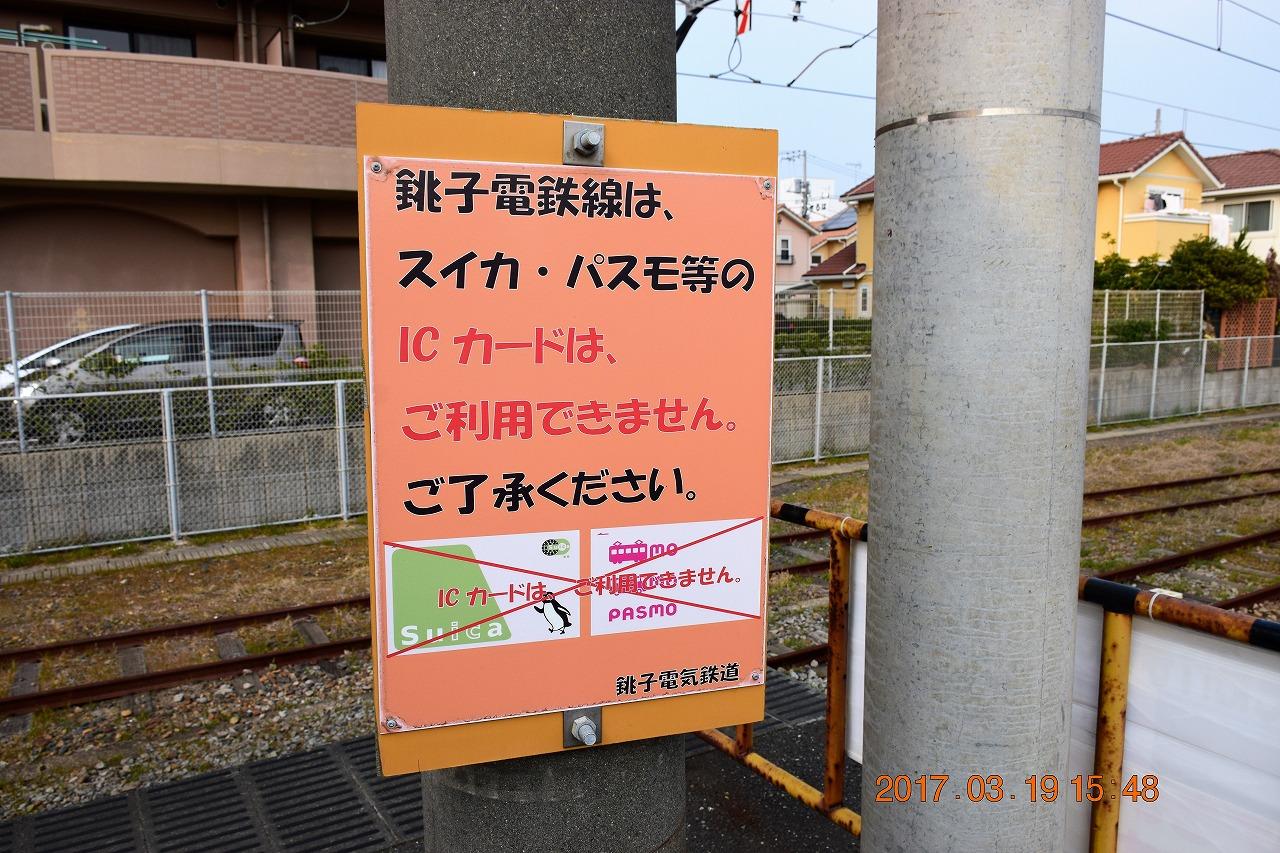 銚子電鉄線は、
スイカ・パスモ等の
ICカードは、
ご利用できません。
ご了承ください。
ICカードは ご利用できません。
Suica
PASMO
銚子電気鉄道
2017.03.19 15:48